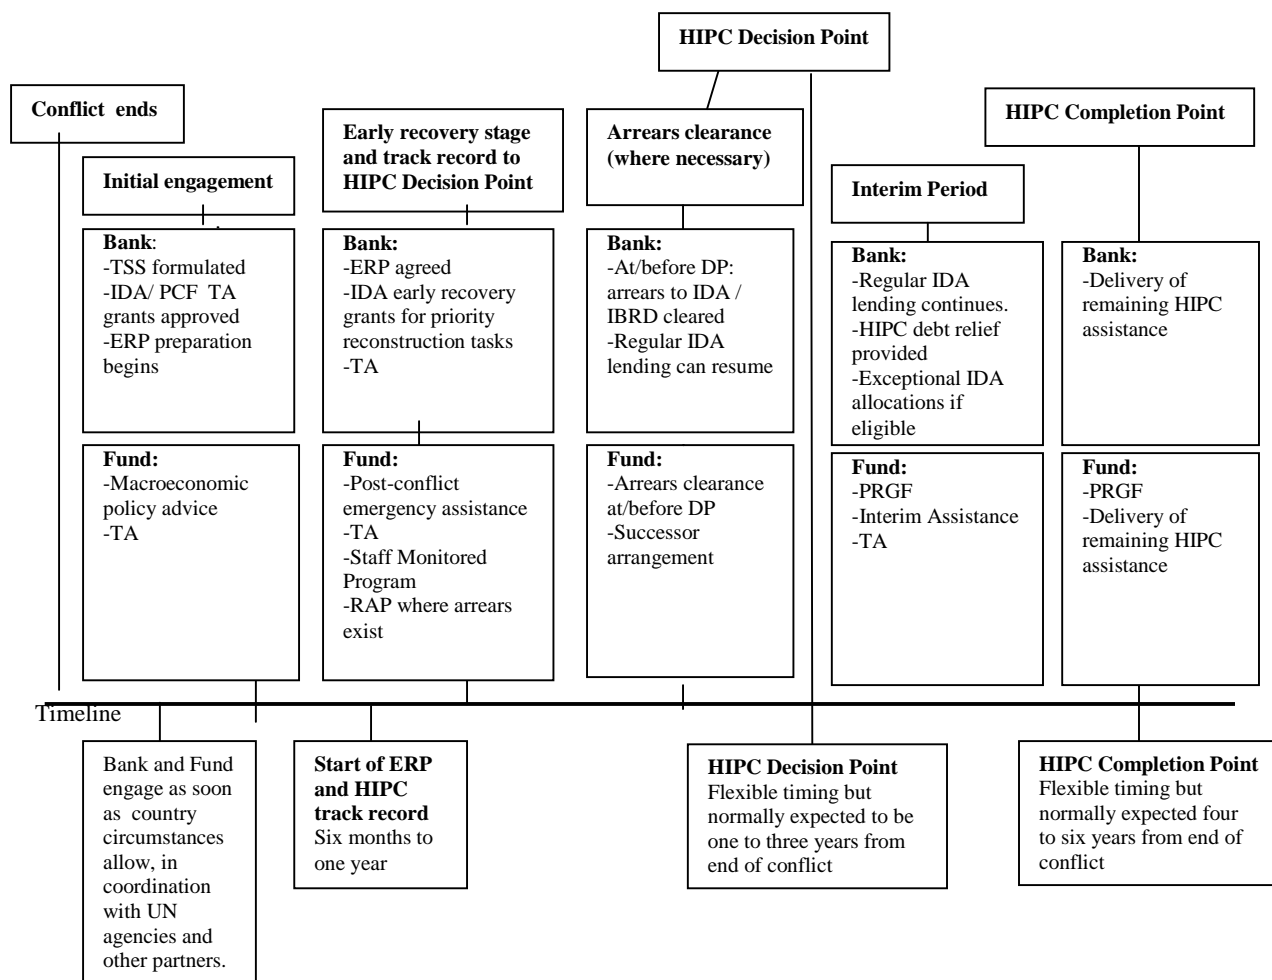 HIPC Decision Point
Conflict ends
HIPC Completion Point
Early recovery stage
and track record to
HIPC Decision Point
Arrears clearance
(where necessary)
Initial engagement
Interim Period
Bank:
-TSS formulated
-IDA/ PCF TA
grants approved
-ERP preparation
begins
Bank:
-ERP agreed
-IDA early recovery
grants for priority
reconstruction tasks
-TA
Bank:
-At/before DP:
arrears to IDA /
IBRD cleared
-Regular IDA
lending can resume
Bank:
-Regular IDA
lending continues.
-HIPC debt relief
provided
-Exceptional IDA
allocations if
eligible
Bank:
-Delivery of
remaining HIPC
assistance
Fund:
-Macroeconomic
policy advice
-TA
Fund:
-Post-conflict
emergency assistance
-TA
-Staff Monitored
Program
-RAP where arrears
exist
Fund:
-Arrears clearance
at/before DP
-Successor
arrangement
Fund:
-PRGF
-Interim Assistance
-TA
Fund:
-PRGF
-Delivery of
remaining HIPC
assistance
Timeline
Bank and Fund
engage as soon
as country
circumstances
allow, in
coordination
with UN
agencies and
other partners.
Start of ERP
and HIPC
track record
Six months to
one year
HIPC Decision Point
Flexible timing but
normally expected to be
one to three years from
end of conflict
HIPC Completion Point
Flexible timing but
normally expected four
to six years from end of
conflict